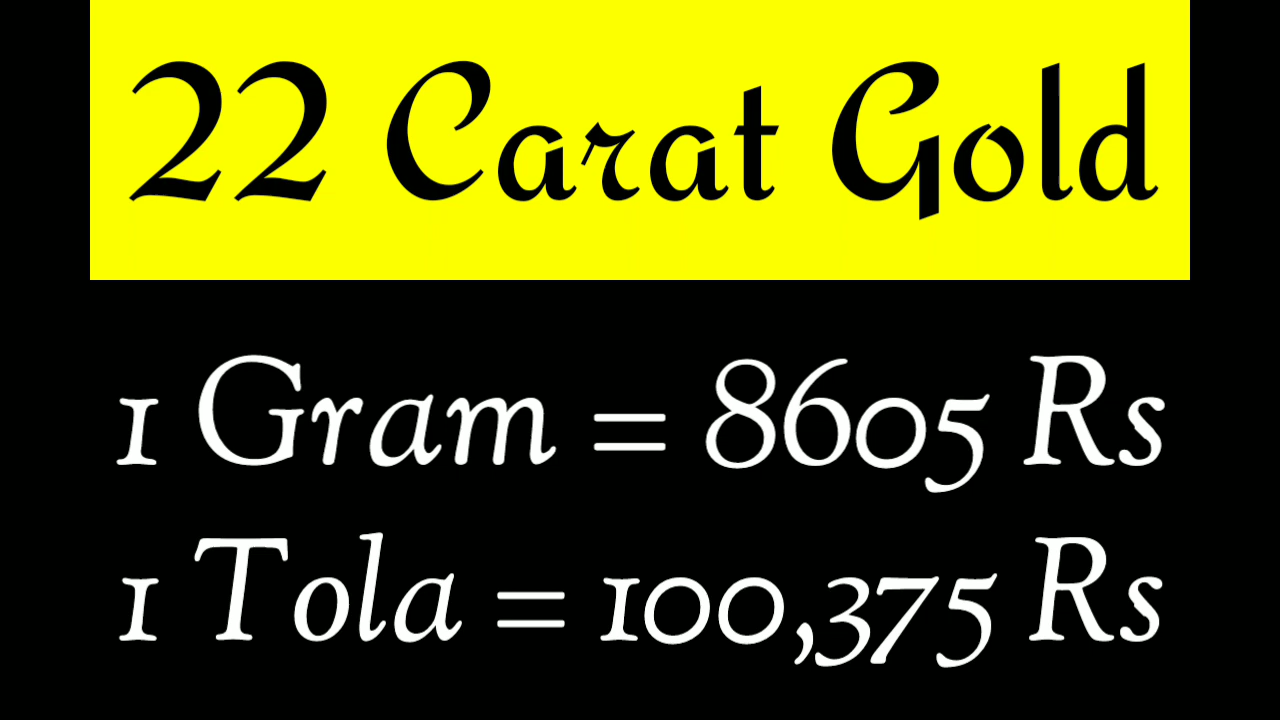 22 Carat Gold
1 Gram = 8605 Rs
1 Tola = 100,375 Rs